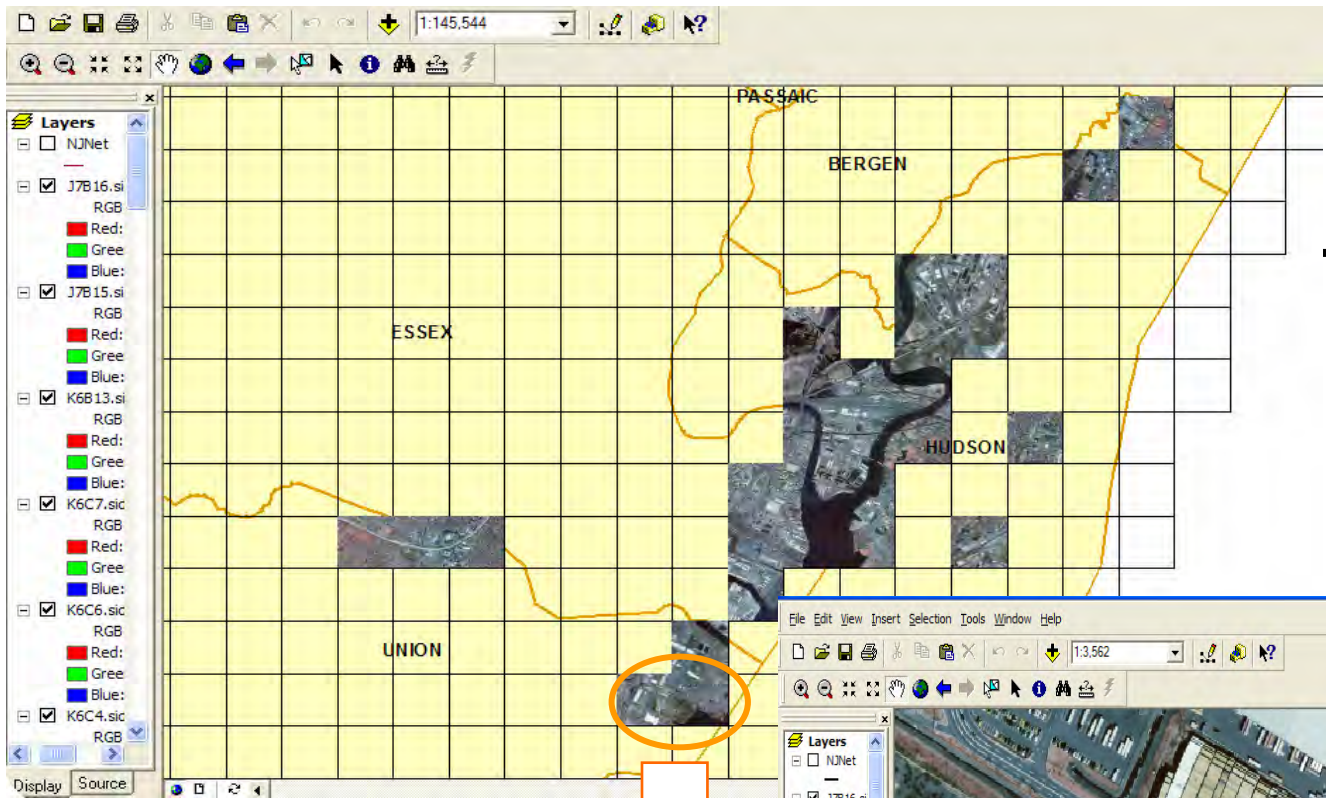 1:145,544
Layers
NJNet
J7B16.si
RGB
Red:
Gree
Blue:
J7B15.si
RGB
Red:
Gree
Blue:
K6B13.si
RGB
Red:
Gree
Blue:
K6C7.sic
RGB
Red:
Gree
Blue:
K6C6.sic
RGB
Red:
Gree
Blue:
K6C4.sic
RGB
Display Source
PASSAIC
BERGEN
ESSEX
HUDSON
UNION
File Edit View Insert Selection Tools Window Help
1:3,562
Layers
NJNet